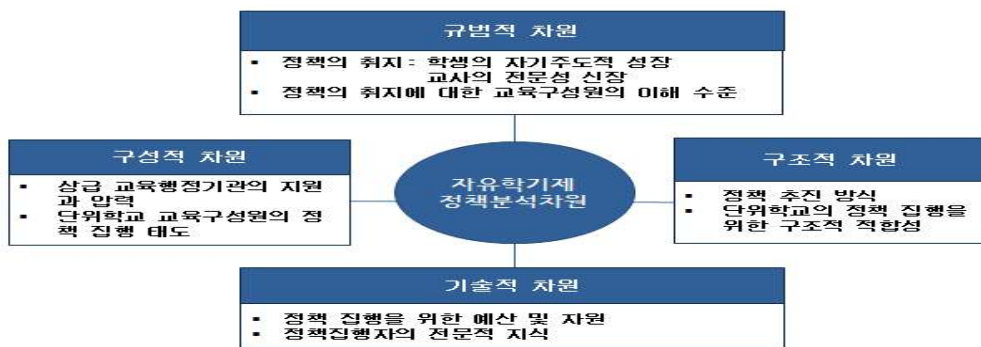 규범적 차원
▪ 정책의 취지 : 학생의 자기주도적 성장
교사의 전문성 신장
▪ 정책의 취지에 대한 교육구성원의 이해 수준
구성적 차원
▪ 상급 교육행정기관의 지원
과 압력
▪ 단위학교 교육구성원의 정
책 집행 태도
자유학기제
정책분석차원
구조적 차원
▪ 정책 추진 방식
▪ 단위학교의 정책 집행을
위한 구조적 적합성
기술적 차원
▪ 정책 집행을 위한 예산 및 자원
▪ 정책집행자의 전문적 지식